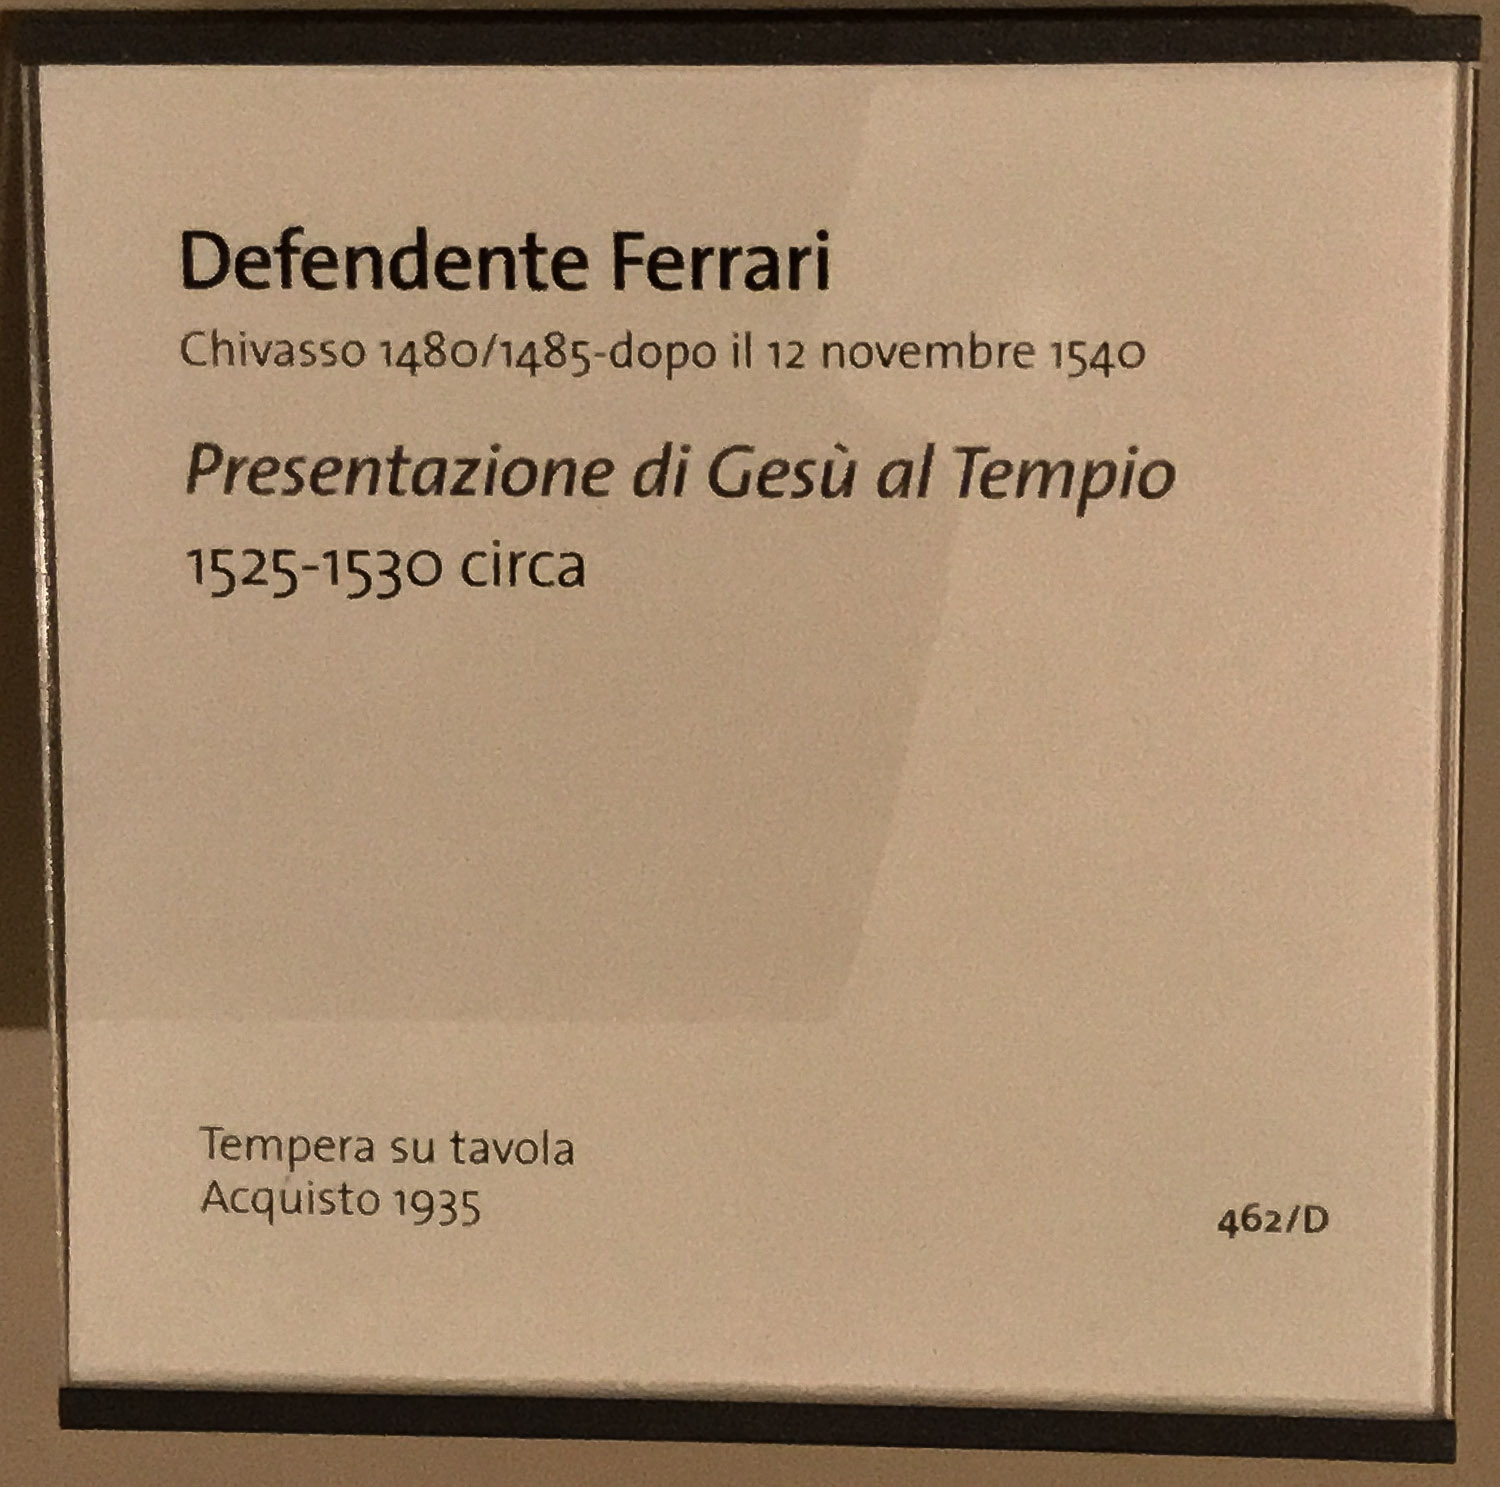 Defendente Ferrari
Chivasso 1480/1485-dopo il 12 novembre 1540
Presentazione di Gesù al Tempio
1525-1530 circa
Tempera su tavola
Acquisto 1935
462/D